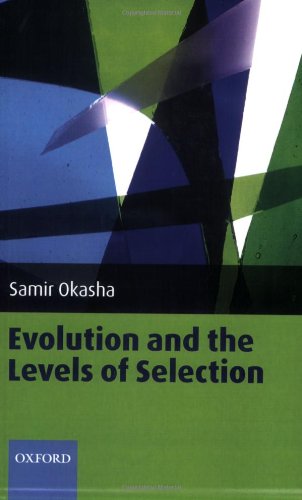 Samir Okasha
Evolution and the
Levels of Selection
OXFORD